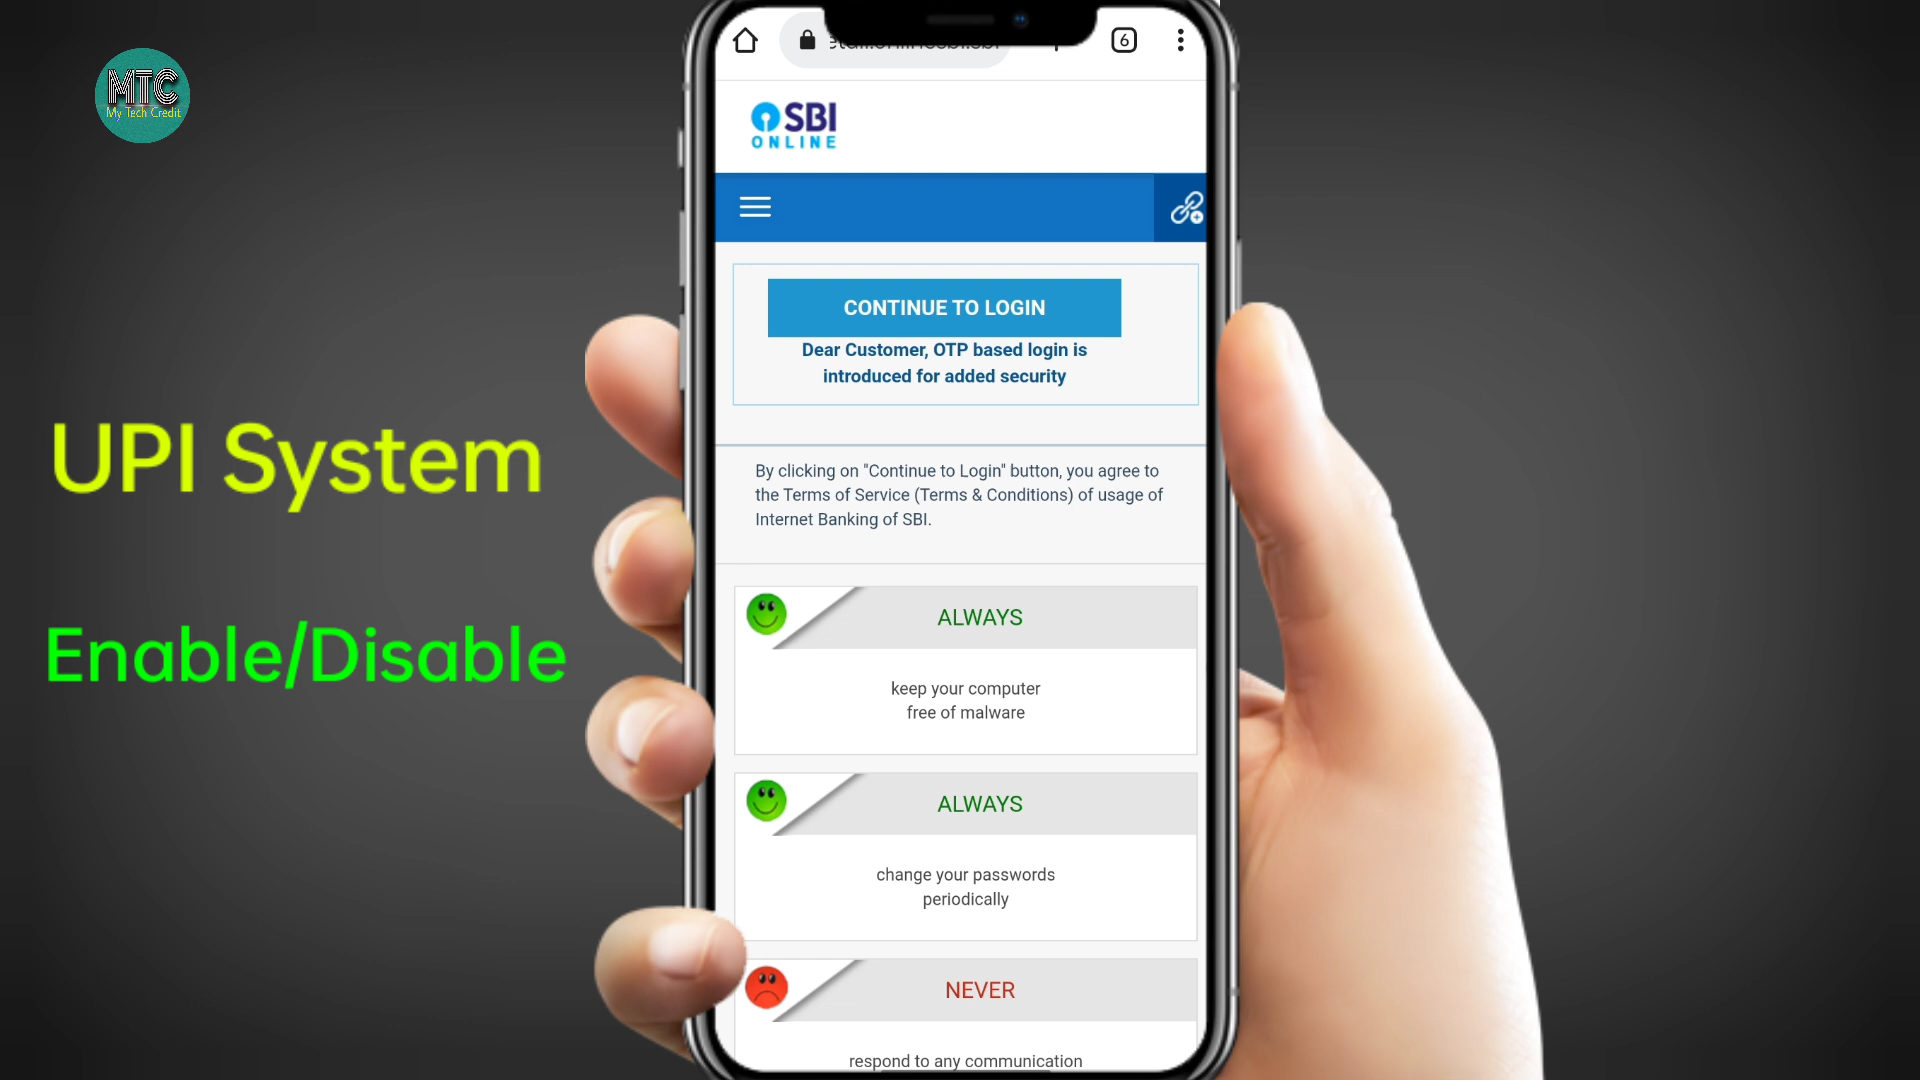 MTC
My Tech Credit
UPI System
Enable/Disable
6
SBI
ONLINE
CONTINUE TO LOGIN
Dear Customer, OTP based login is
introduced for added security
By clicking on "Continue to Login" button, you agree to
the Terms of Service (Terms & Conditions) of usage of
Internet Banking of SBI.
ALWAYS
keep your computer
free of malware
ALWAYS
change your passwords
periodically
NEVER
respond to any communication